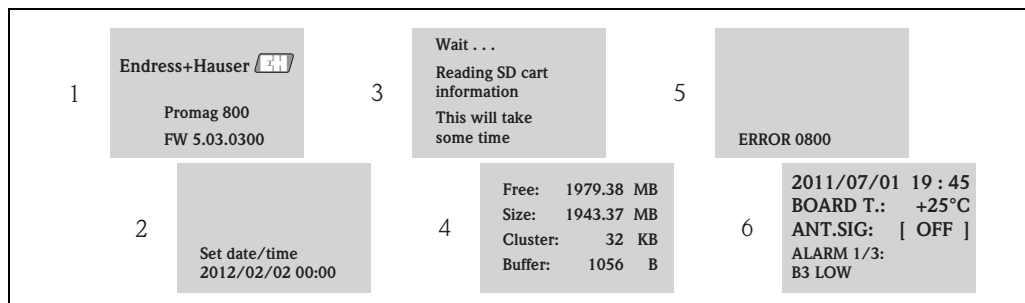 1
Endress+Hauser
Promag 800
FW 5.03.0300
2
Set date/time
2012/02/02 00:00
3
Wait . . .
Reading SD cart
information
This will take
some time
4
Free: 1979.38 MB
Size: 1943.37 MB
Cluster: 32 KB
Buffer: 1056 B
5
ERROR 0800
6
2011/07/01 19 : 45
BOARD T.: +25°C
ANT.SIG: [ OFF ]
ALARM 1/3:
B3 LOW